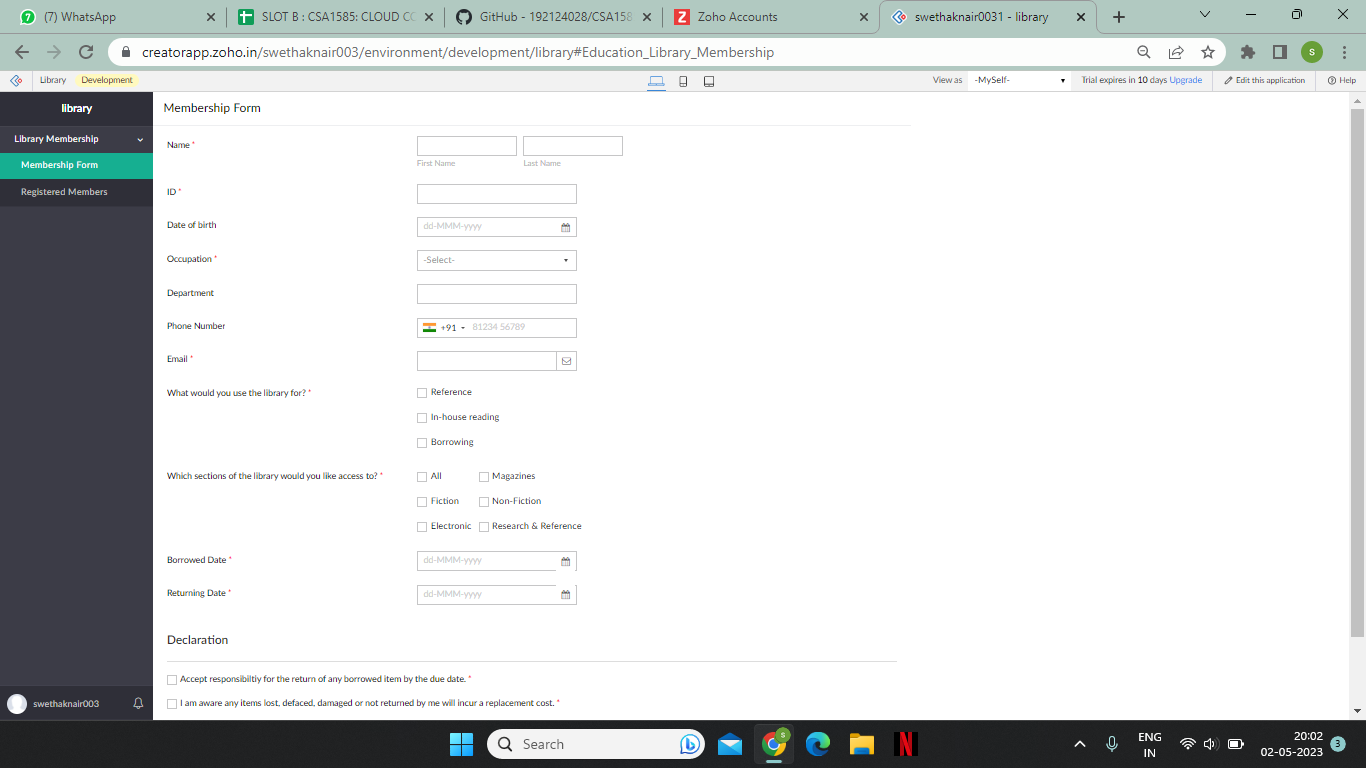 (7) WhatsApp
SLOT B : CSA1585: CLOUD CC
GitHub - 192124028/CSA158
Zoho Accounts
swethaknair0031 - library
creatorapp.zoho.in/swethaknair003/environment/development/library#Education_Library_Membership
S
Library
Development
View as
-MySelf-
Trial expires in 10 days Upgrade
Edit this application
Help
library
Library Membership
Membership Form
Registered Members
swethaknair003
Membership Form
Name *
First Name
Last Name
ID *
Date of birth
dd-MMM-yyyy
Occupation *
-Select-
Department
Phone Number
+91
81234 56789
Email *
What would you use the library for? *
Reference
In-house reading
Borrowing
Which sections of the library would you like access to? *
All
Magazines
Fiction
Non-Fiction
Electronic
Research & Reference
Borrowed Date *
dd-MMM-yyyy
Returning Date *
dd-MMM-yyyy
Declaration
Accept responsibiltiy for the return of any borrowed item by the due date. *
I am aware any items lost, defaced, damaged or not returned by me will incur a replacement cost. *
Search
ENG
IN
20:02
02-05-2023
3